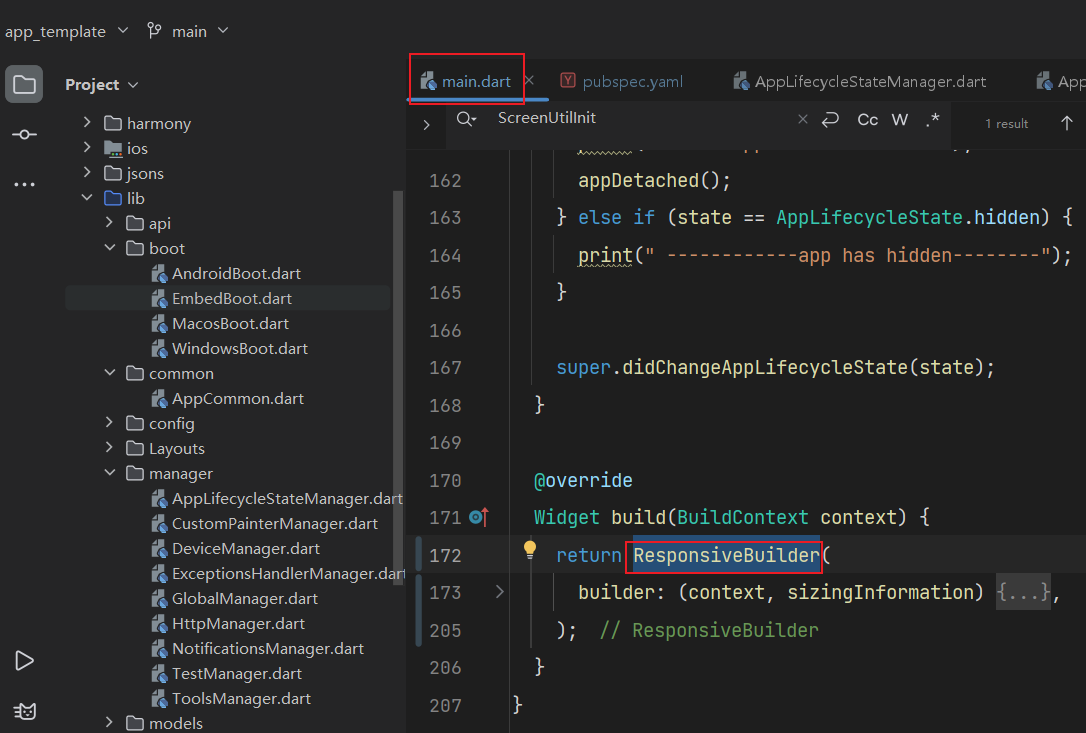 app_template main
Project
harmony
ios
jsons
lib
api
boot
AndroidBoot.dart
EmbedBoot.dart
MacosBoot.dart
WindowsBoot.dart
common
AppCommon.dart
config
Layouts
manager
AppLifecycleStateManager.dart
CustomPainterManager.dart
DeviceManager.dart
ExceptionsHandlerManager.dart
GlobalManager.dart
HttpManager.dart
NotificationsManager.dart
TestManager.dart
ToolsManager.dart
models
main.dart pubspec.yaml AppLifecycleStateManager.dart App
ScreenUtilInit Cc W .* 1 result
162 appDetached();
163 } else if (state == AppLifecycleState.hidden) {
164 print(" ------------app has hidden--------");
165 }
166
167 super.didChangeAppLifecycleState(state);
168 }
169
170 @override
171 Widget build(BuildContext context) {
172 return ResponsiveBuilder(
173 builder: (context, sizingInformation) {...},
205 ); // ResponsiveBuilder
206 }
207 }